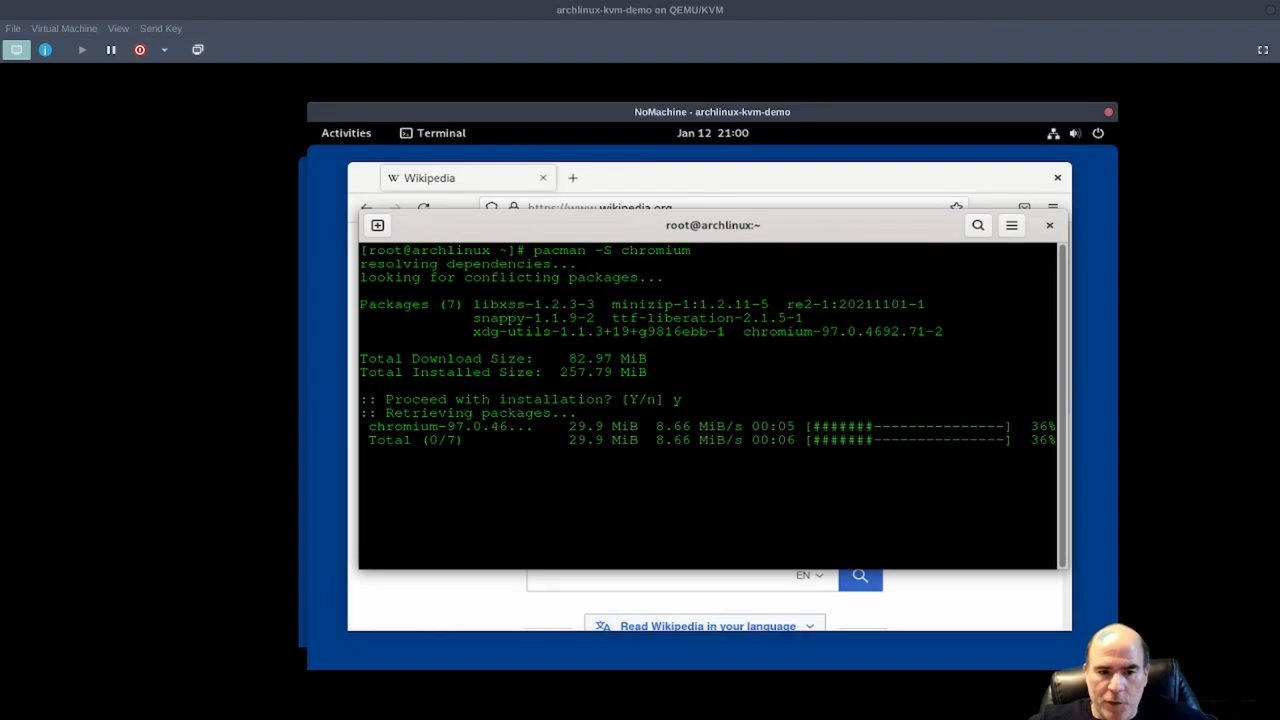 archlinux-kvm-demo on QEMU/KVM
File Virtual Machine View Send Key
NoMachine - archlinux-kvm-demo
Activities Terminal Jan 12 21:00
W Wikipedia
https://www.wikipedia.org
root@archlinux:~
[root@archlinux ~]# pacman -S chromium
resolving dependencies...
looking for conflicting packages...
Packages (7) libxss-1.2.3-3 minizip-1:1.2.11-5 re2-1:20211101-1
snappy-1.1.9-2 ttf-liberation-2.1.5-1
xdg-utils-1.1.3+19+g9816ebb-1 chromium-97.0.4692.71-2
Total Download Size: 82.97 MiB
Total Installed Size: 257.79 MiB
:: Proceed with installation? [Y/n] y
:: Retrieving packages...
chromium-97.0.46... 29.9 MiB 8.66 MiB/s 00:05 [#######---------------] 36%
Total (0/7) 29.9 MiB 8.66 MiB/s 00:06 [#######---------------] 36%
EN
Read Wikipedia in your language